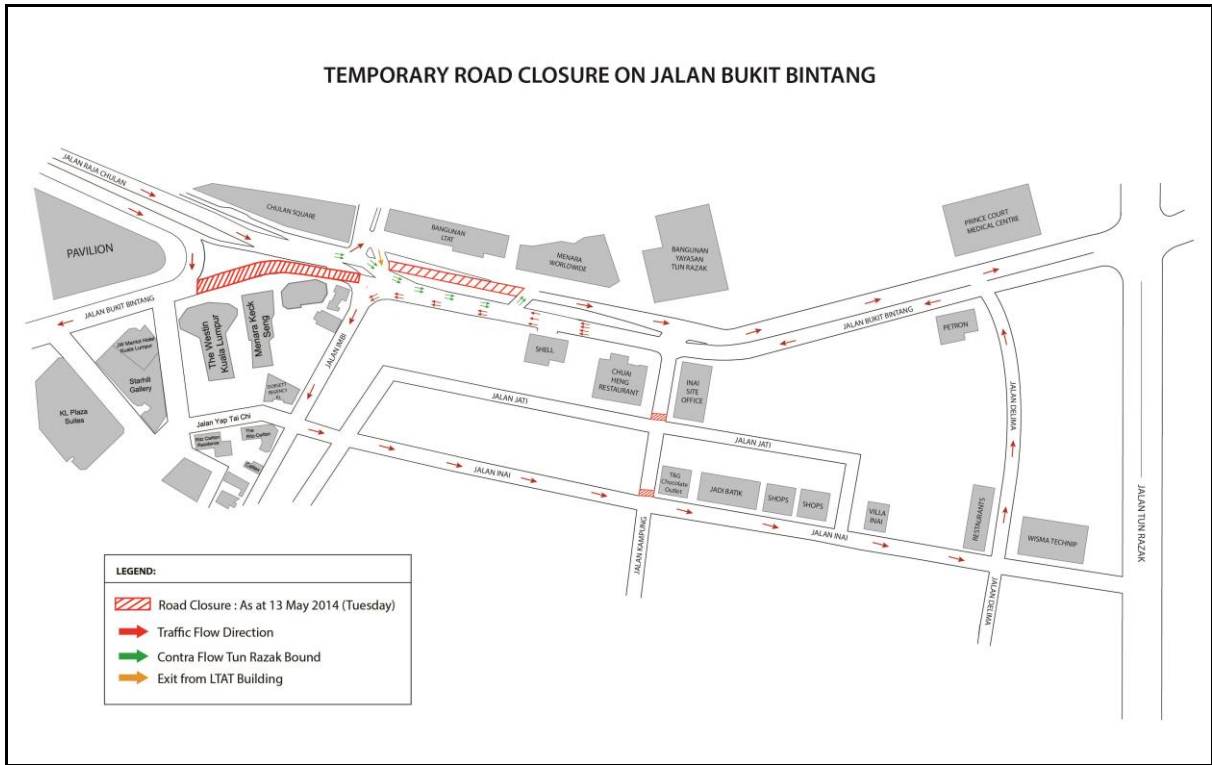 TEMPORARY ROAD CLOSURE ON JALAN BUKIT BINTANG
JALAN RAJA CHULAN
CHULAN SQUARE
PAVILION
BANGUNAN
LTAT
MENARA
WORLDWIDE
BANGUNAN
YAYASAN
TUN RAZAK
PRINCE COURT
MEDICAL CENTRE
JALAN BUKIT BINTANG
The Westin
Kuala Lumpur
Menara Keck
Seng
JALAN IMBI
JW Marriot Hotel
Kuala Lumpur
Starhill
Gallery
KL Plaza
Suites
DORSETT
REGENCY
KL
Jalan Yap Tai Chi
Ritz Carlton
Residence
The
Ritz-Carlton
SHELL
CHUAI
HENG
RESTAURANT
INAI
SITE
OFFICE
JALAN BUKIT BINTANG
PETRON
JALAN DELIMA
JALAN JATI
JALAN JATI
JALAN INAI
T&G
Chocolate
Outlet
JADI BATIK
SHOPS
SHOPS
VILLA
INAI
RESTAURANTS
WISMA TECHNIP
JALAN INAI
JALAN KAMPUNG
JALAN DELIMA
JALAN TUN RAZAK
LEGEND:
Road Closure : As at 13 May 2014 (Tuesday)
Traffic Flow Direction
Contra Flow Tun Razak Bound
Exit from LTAT Building